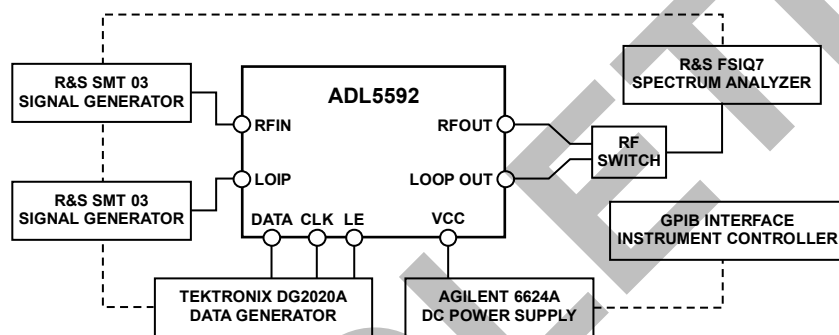 R&S SMT 03
SIGNAL GENERATOR
R&S SMT 03
SIGNAL GENERATOR
ADL5592
RFIN
LOIP
RFOUT
LOOP OUT
DATA CLK LE VCC
RF
SWITCH
R&S FSIQ7
SPECTRUM ANALYZER
GPIB INTERFACE
INSTRUMENT CONTROLLER
TEKTRONIX DG2020A
DATA GENERATOR
AGILENT 6624A
DC POWER SUPPLY